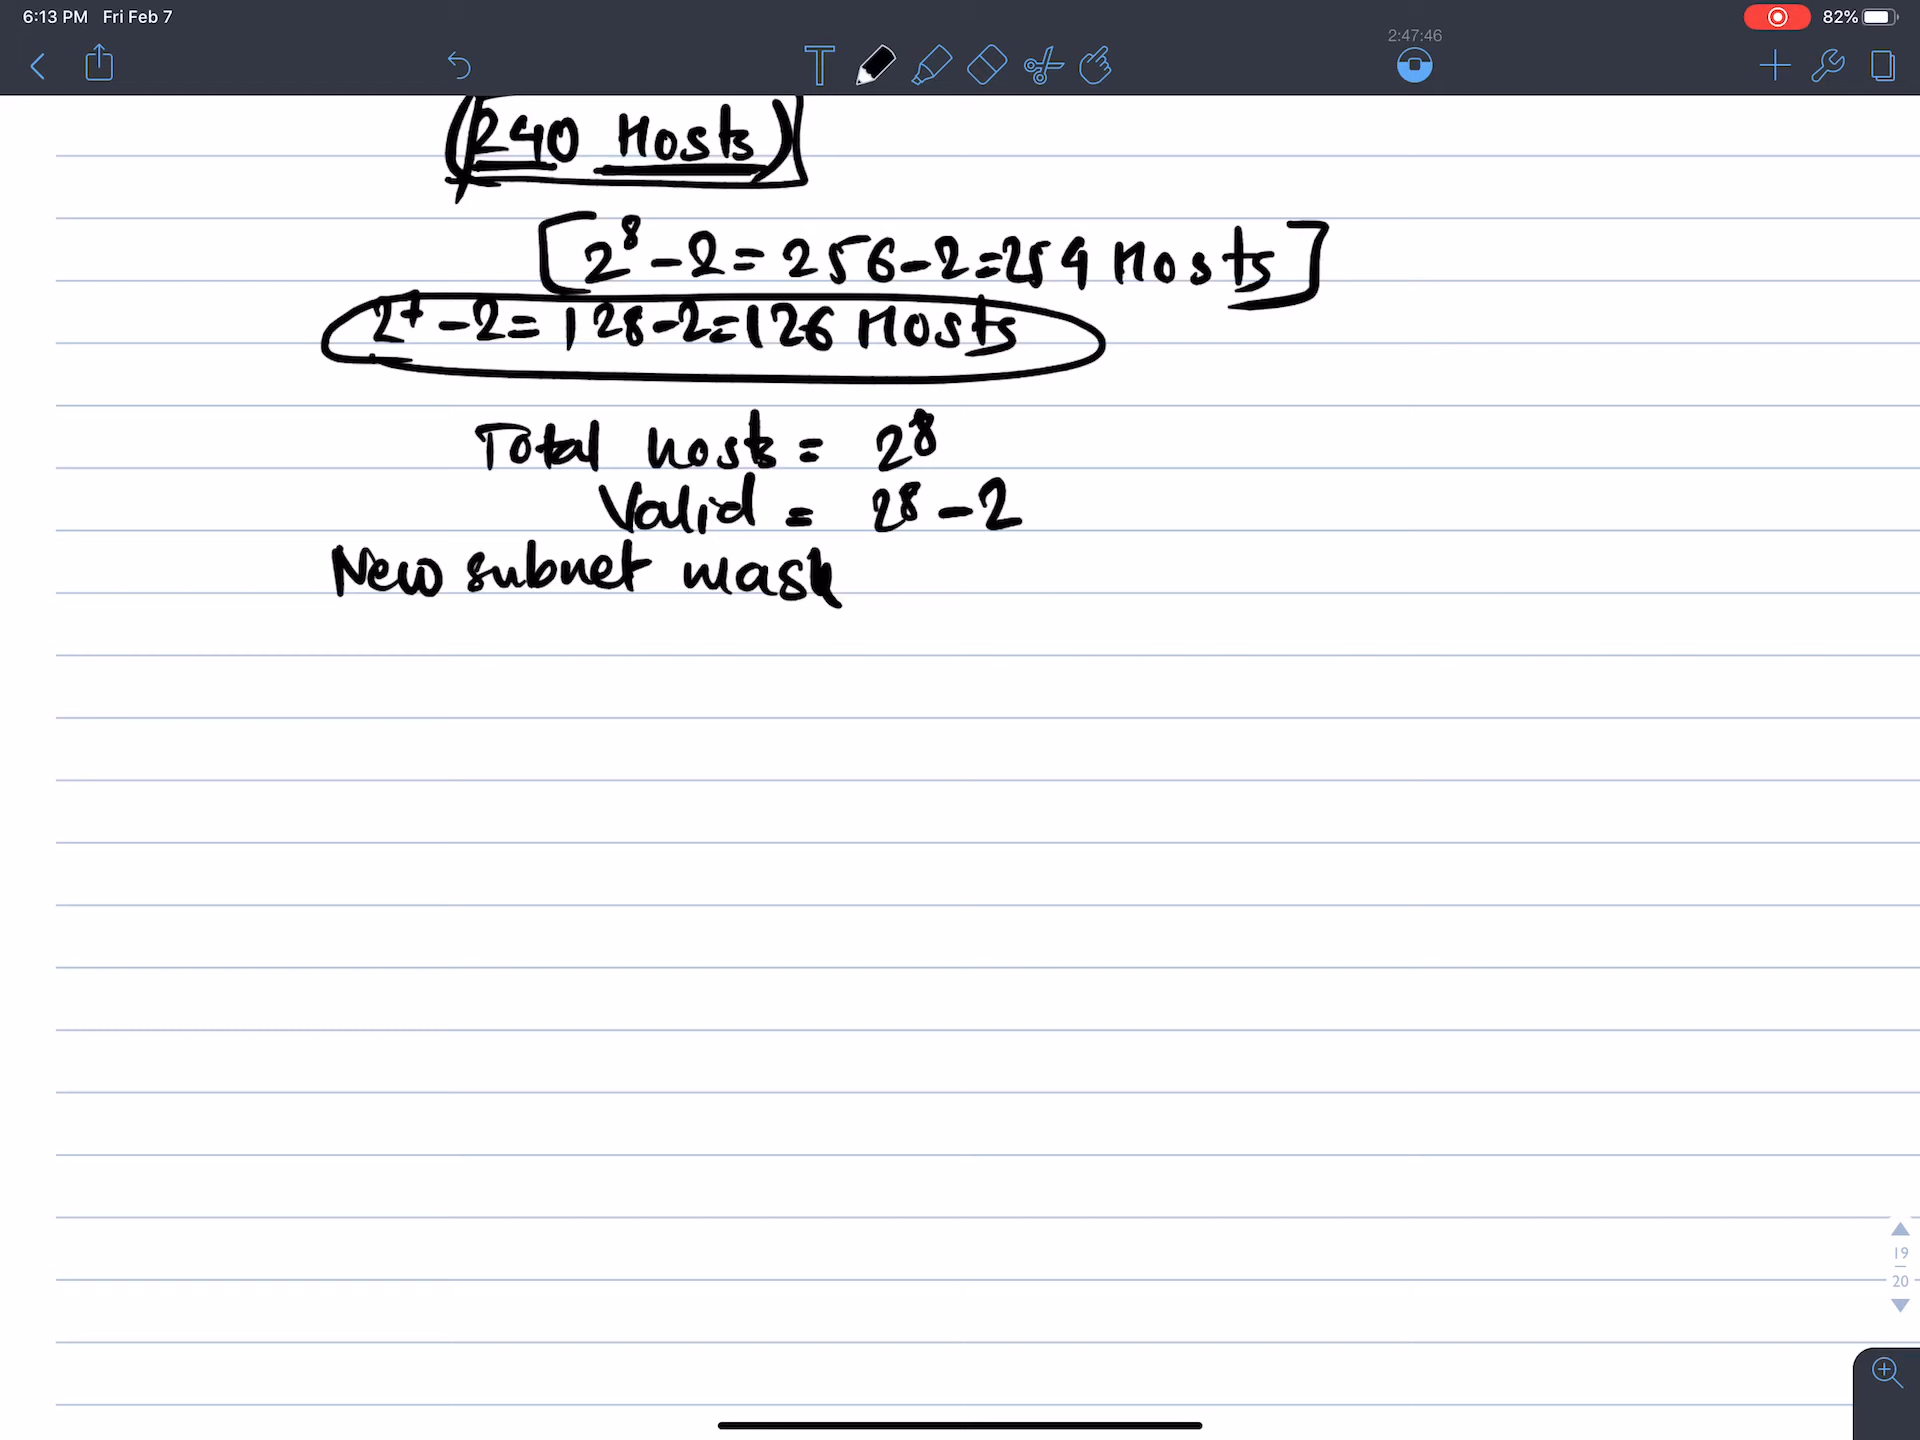 6:13 PM Fri Feb 7
82%
2:47:46
(240 Hosts)
[2⁸ - 2 = 256 - 2 = 254 Hosts]
2⁷ - 2 = 128 - 2 = 126 Hosts
Total hosts = 2⁸
Valid = 2⁸ - 2
New subnet mask
19
20